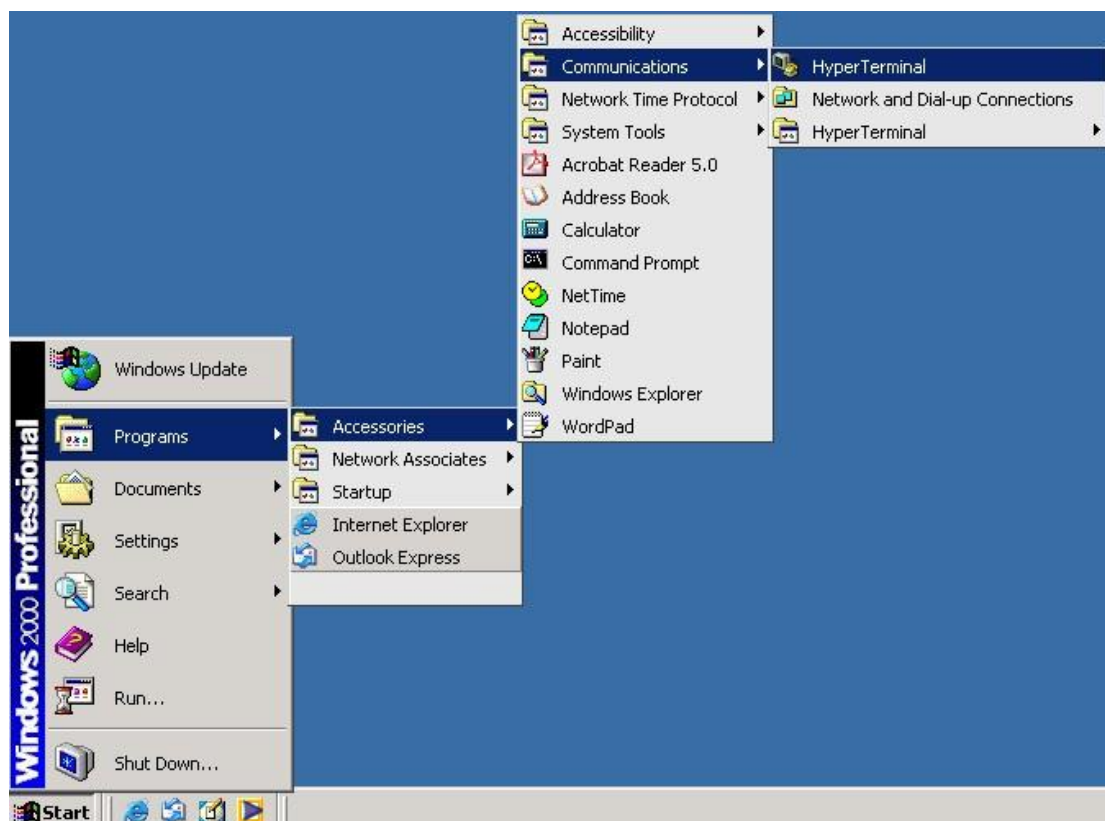 Accessibility
Communications
Network Time Protocol
System Tools
Acrobat Reader 5.0
Address Book
Calculator
C:\
Command Prompt
NetTime
Notepad
Paint
Windows Explorer
WordPad
HyperTerminal
Network and Dial-up Connections
HyperTerminal
Windows Update
Programs
Documents
Settings
Search
Help
Run...
Shut Down...
Accessories
Network Associates
Startup
Internet Explorer
Outlook Express
Windows 2000 Professional
Start